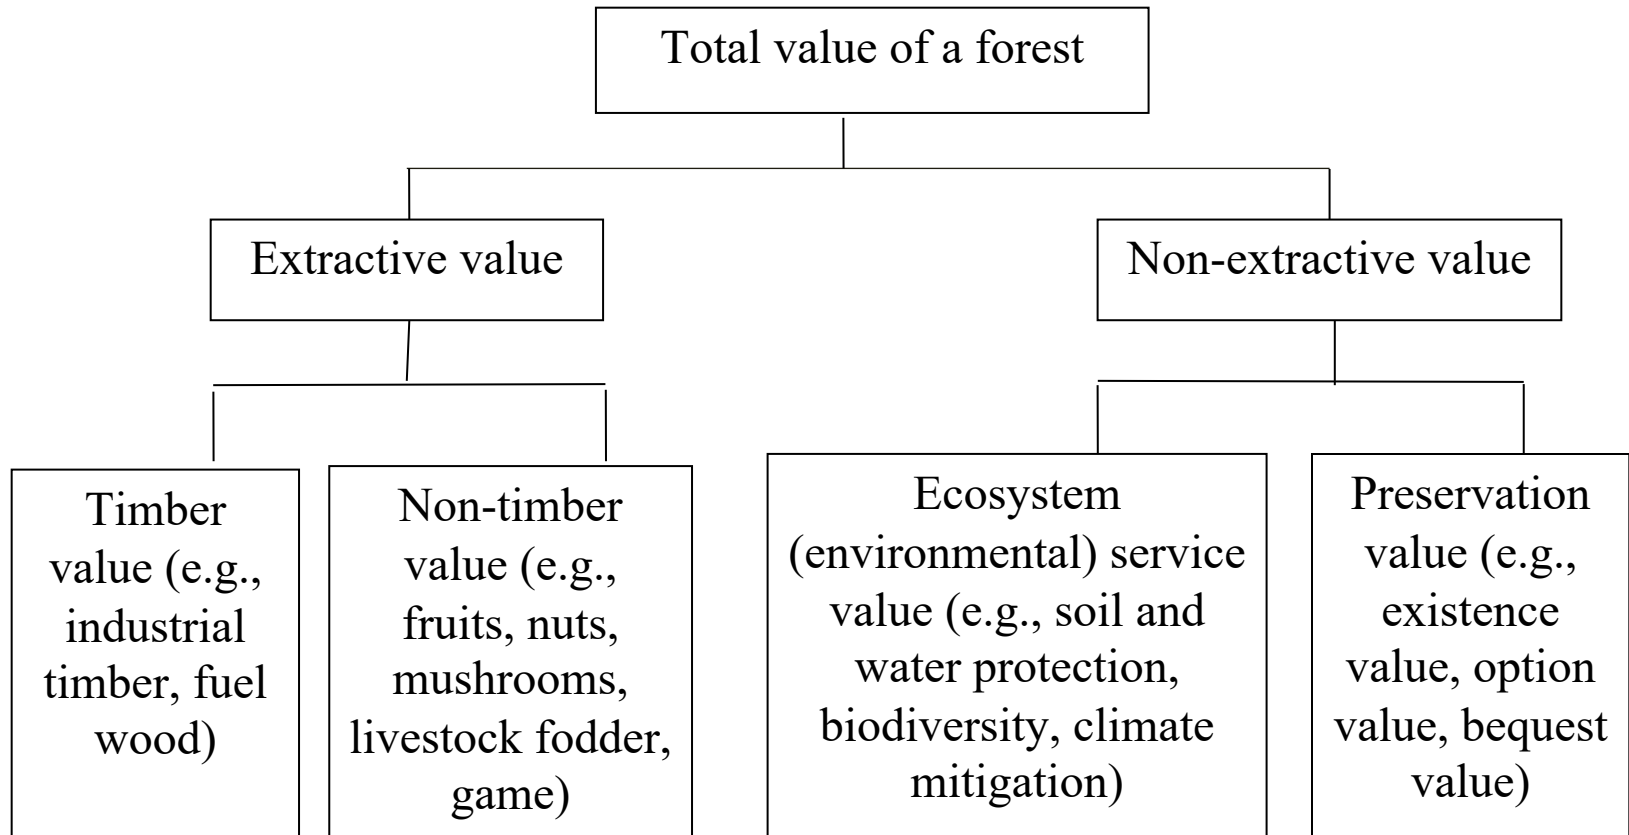 Total value of a forest
Extractive value
Non-extractive value
Timber
value (e.g.,
industrial
timber, fuel
wood)
Non-timber
value (e.g.,
fruits, nuts,
mushrooms,
livestock fodder,
game)
Ecosystem
(environmental) service
value (e.g., soil and
water protection,
biodiversity, climate
mitigation)
Preservation
value (e.g.,
existence
value, option
value, bequest
value)